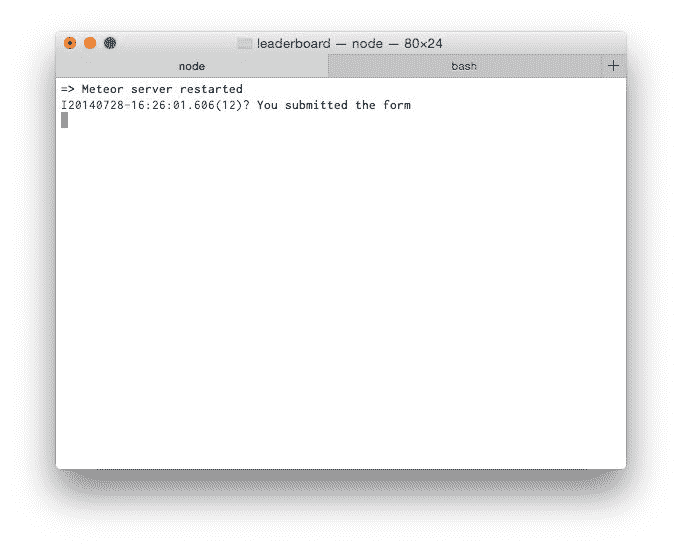 leaderboard — node — 80×24
node
bash
+
=> Meteor server restarted
I20140728-16:26:01.606(12)? You submitted the form